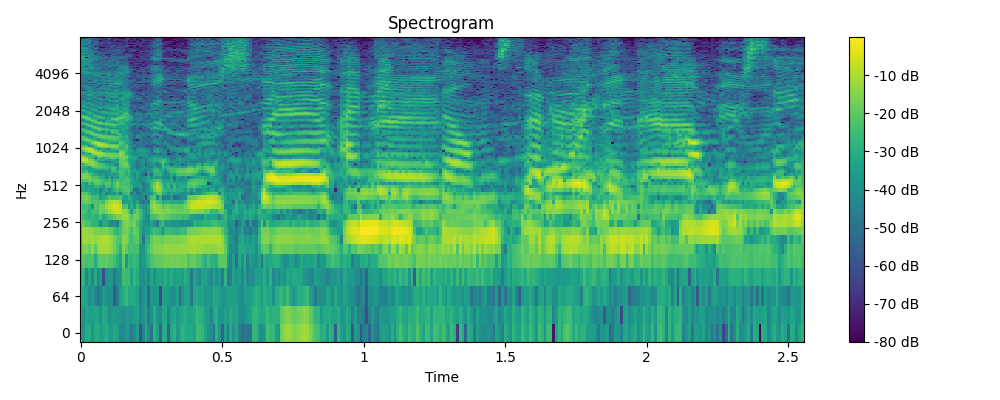 Spectrogram
Hz
4096
2048
1024
512
256
128
64
0
0 0.5 1 1.5 2 2.5
Time
-10 dB
-20 dB
-30 dB
-40 dB
-50 dB
-60 dB
-70 dB
-80 dB